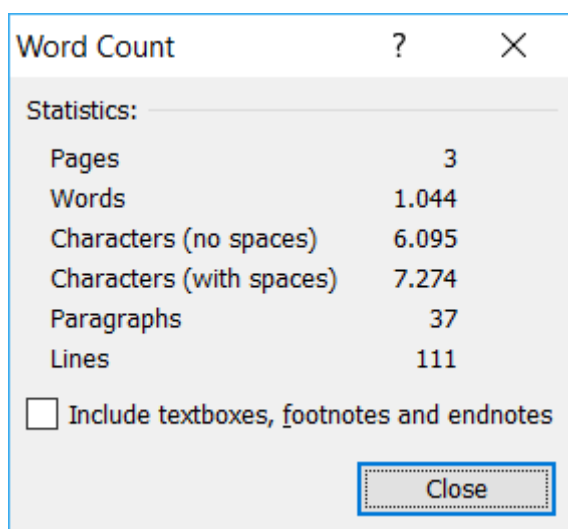 Word Count ?
Statistics:
Pages 3
Words 1.044
Characters (no spaces) 6.095
Characters (with spaces) 7.274
Paragraphs 37
Lines 111
Include textboxes, footnotes and endnotes
Close